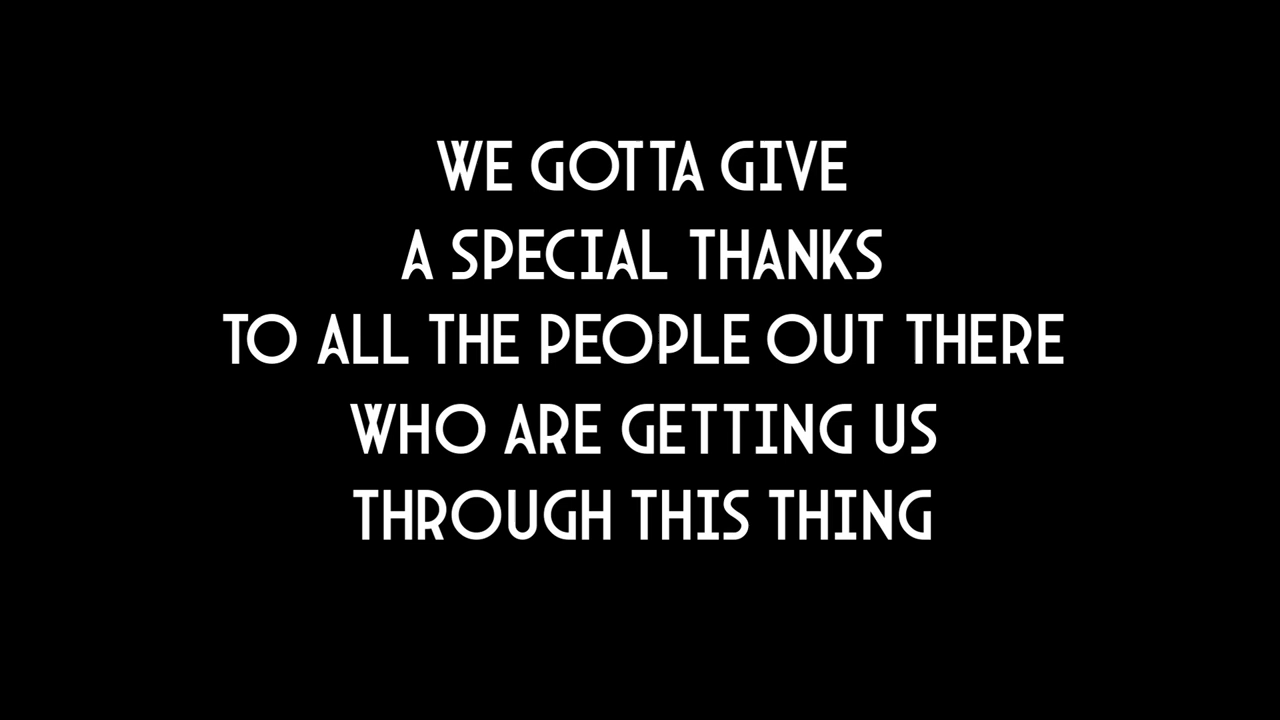 WE GOTTA GIVE
A SPECIAL THANKS
TO ALL THE PEOPLE OUT THERE
WHO ARE GETTING US
THROUGH THIS THING